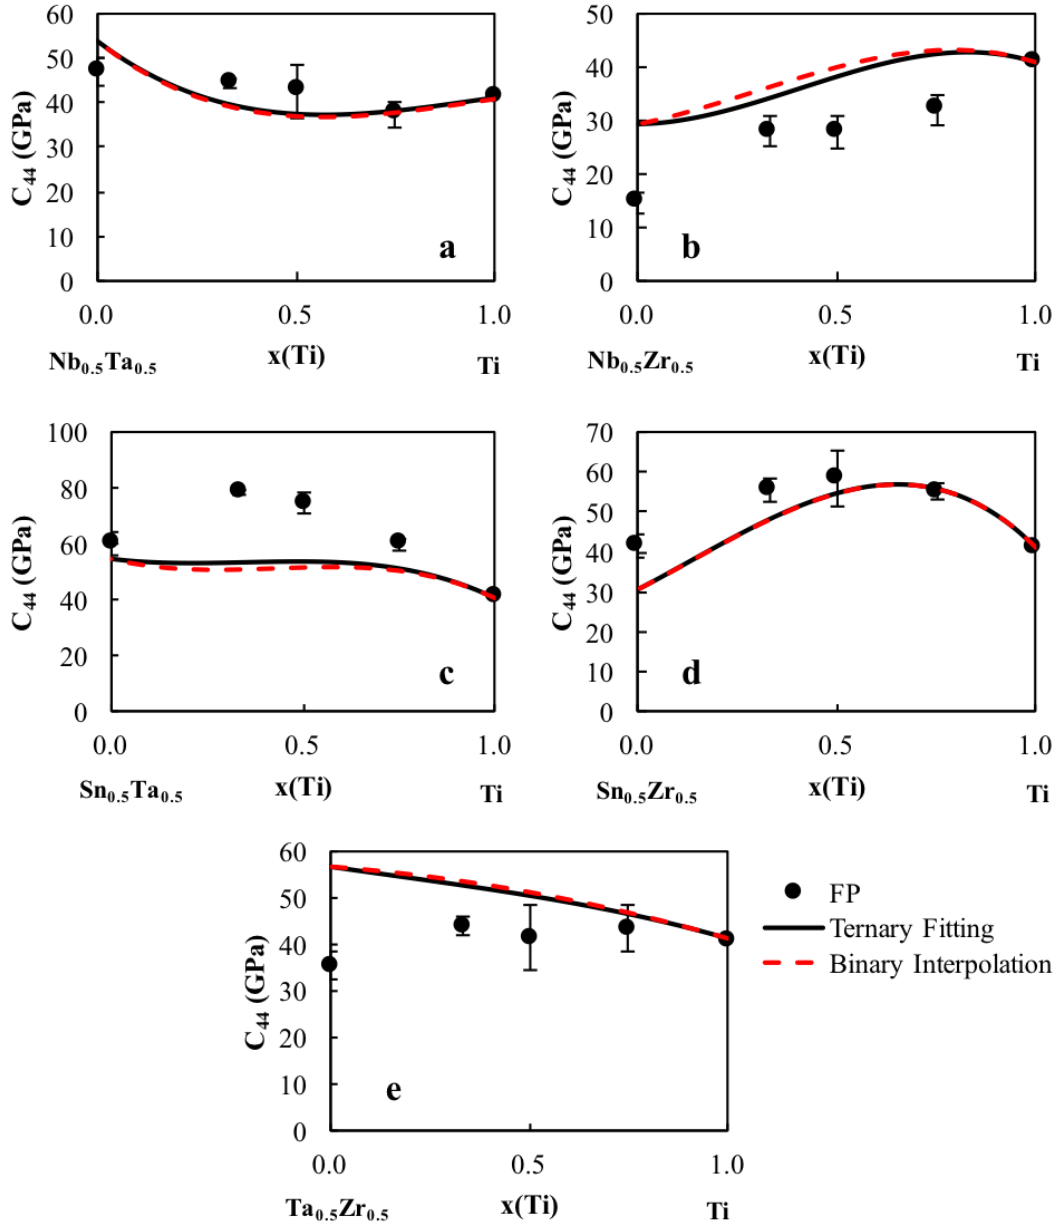 60
50
40
30
20
10
0
C44 (GPa)
a
0.0
0.5
1.0
Nb0.5Ta0.5
x(Ti)
Ti
50
40
30
20
10
0
C44 (GPa)
b
0.0
0.5
1.0
Nb0.5Zr0.5
x(Ti)
Ti
100
80
60
40
20
0
C44 (GPa)
c
0.0
0.5
1.0
Sn0.5Ta0.5
x(Ti)
Ti
70
60
50
40
30
20
10
0
C44 (GPa)
d
0.0
0.5
1.0
Sn0.5Zr0.5
x(Ti)
Ti
60
50
40
30
20
10
0
C44 (GPa)
e
0.0
0.5
1.0
Ta0.5Zr0.5
x(Ti)
Ti
FP
Ternary Fitting
Binary Interpolation